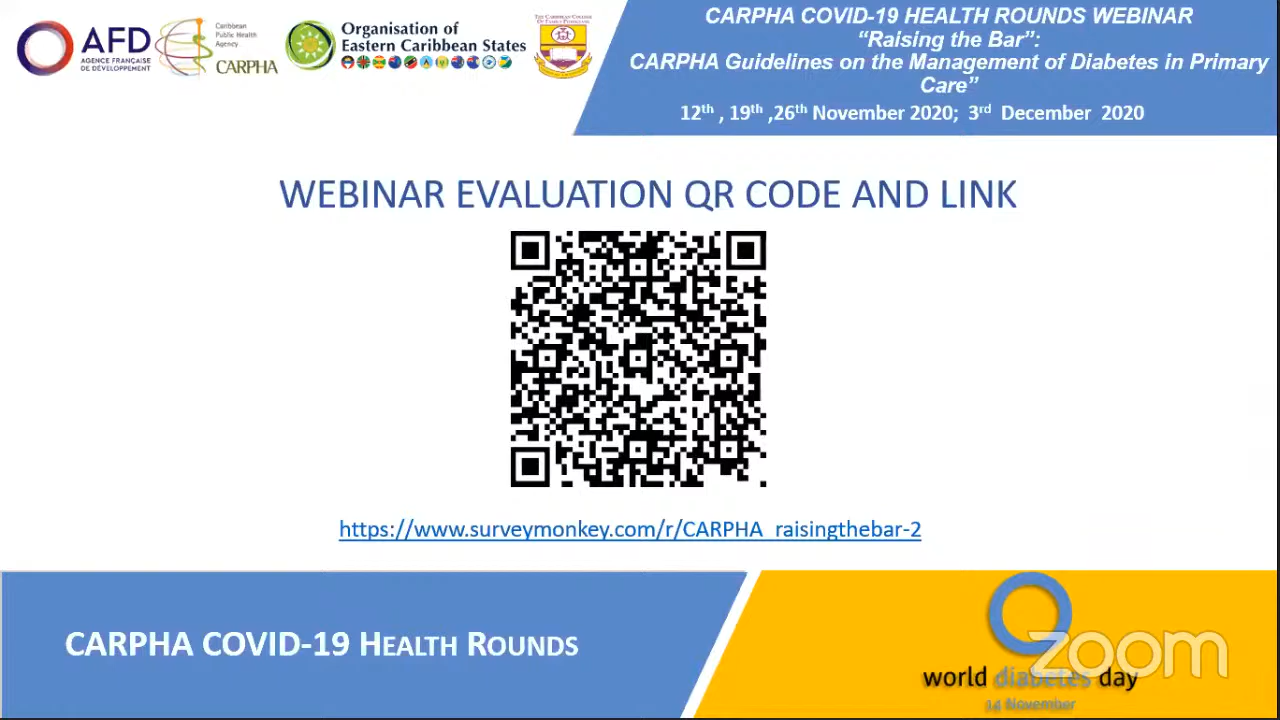 AFD
AGENCE FRANÇAISE
DE DÉVELOPPEMENT
Caribbean
Public Health
Agency
CARPHA
Organisation of
Eastern Caribbean States
CARPHA COVID-19 HEALTH ROUNDS WEBINAR
“Raising the Bar”:
CARPHA Guidelines on the Management of Diabetes in Primary
Care”
12th , 19th ,26th November 2020; 3rd December 2020
WEBINAR EVALUATION QR CODE AND LINK
https://www.surveymonkey.com/r/CARPHA_raisingthebar-2
CARPHA COVID-19 HEALTH ROUNDS
zoom
world diabetes day
14 November